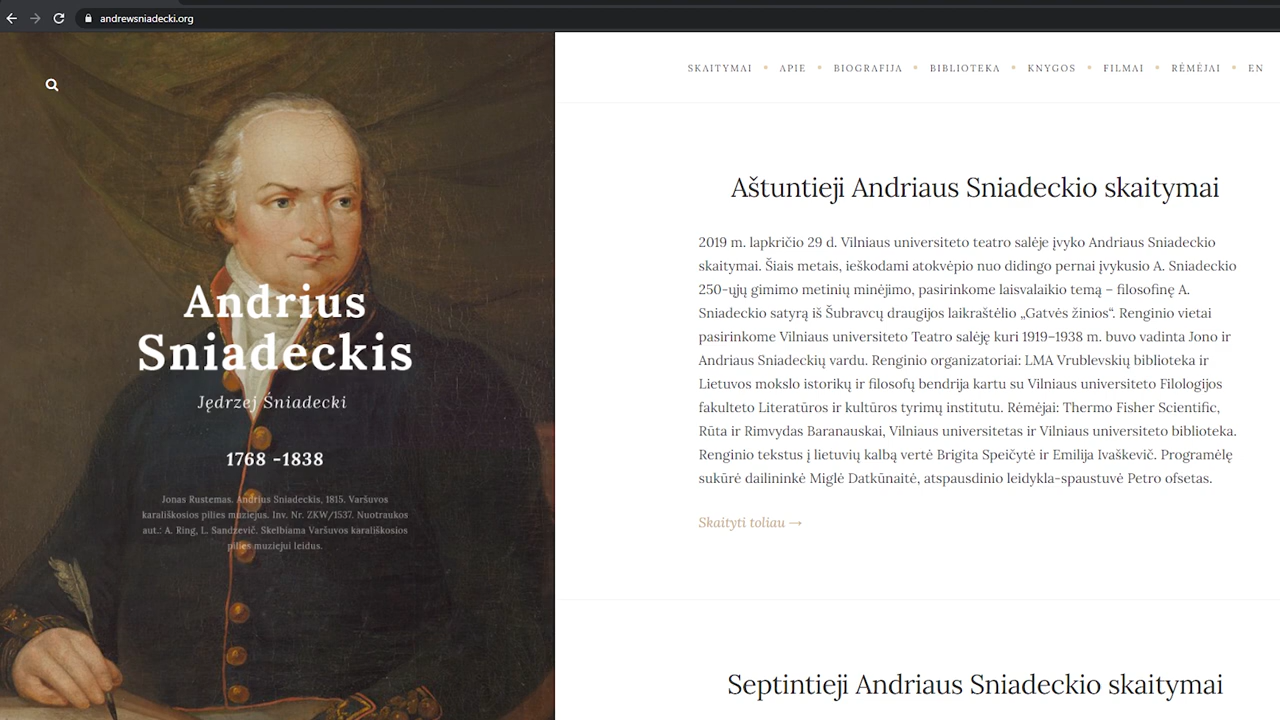 andrewsniadecki.org
SKAITYMAI • APIE • BIOGRAFIJA • BIBLIOTEKA • KNYGOS • FILMAI • RĖMĖJAI • EN
Andrius
Sniadeckis
Jędrzej Śniadecki
1768 -1838
Jonas Rustemas. Andrius Sniadeckis, 1815. Varšuvos
karališkosios pilies muziejus. Inv. Nr. ZKW/1537. Nuotraukos
aut.: A. Ring, L. Sandzevič. Skelbiama Varšuvos karališkosios
pilies muziejui leidus.
Aštuntieji Andriaus Sniadeckio skaitymai
2019 m. lapkričio 29 d. Vilniaus universiteto teatro salėje įvyko Andriaus Sniadeckio
skaitymai. Šiais metais, ieškodami atokvėpio nuo didingo pernai įvykusio A. Sniadeckio
250-ųjų gimimo metinių minėjimo, pasirinkome laisvalaikio temą – filosofinę A.
Sniadeckio satyrą iš Šubravcų draugijos laikraštėlio „Gatvės žinios“. Renginio vietai
pasirinkome Vilniaus universiteto Teatro salėję kuri 1919–1938 m. buvo vadinta Jono ir
Andriaus Sniadeckių vardu. Renginio organizatoriai: LMA Vrublevskių biblioteka ir
Lietuvos mokslo istorikų ir filosofų bendrija kartu su Vilniaus universiteto Filologijos
fakulteto Literatūros ir kultūros tyrimų institutu. Rėmėjai: Thermo Fisher Scientific,
Rūta ir Rimvydas Baranauskai, Vilniaus universitetas ir Vilniaus universiteto biblioteka.
Renginio tekstus į lietuvių kalbą vertė Brigita Speičytė ir Emilija Ivaškevič. Programėlę
sukūrė dailininkė Miglė Datkūnaitė, atspausdinio leidykla-spaustuvė Petro ofsetas.
Skaityti toliau →
Septintieji Andriaus Sniadeckio skaitymai